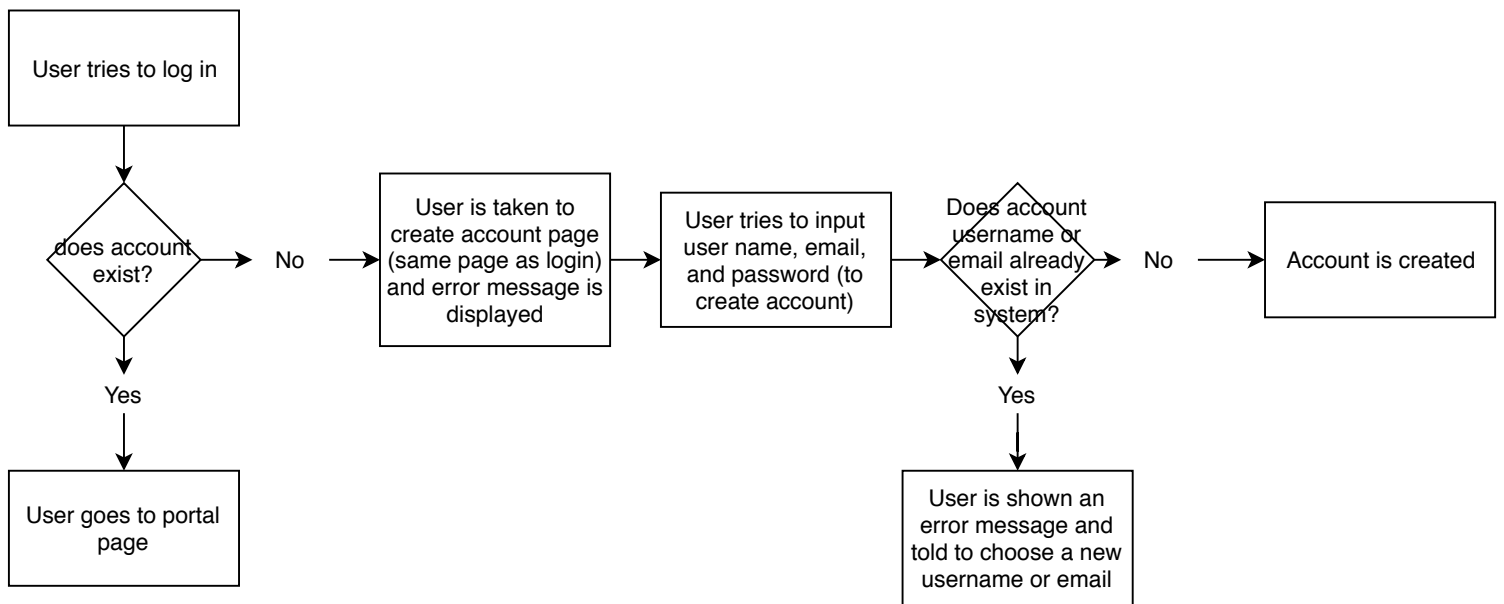 User tries to log in
does account
exist?
No
User is taken to
create account page
(same page as login)
and error message is
displayed
User tries to input
user name, email,
and password (to
create account)
Does account
username or
email already
exist in
system?
No
Account is created
Yes
User goes to portal
page
Yes
User is shown an
error message and
told to choose a new
username or email